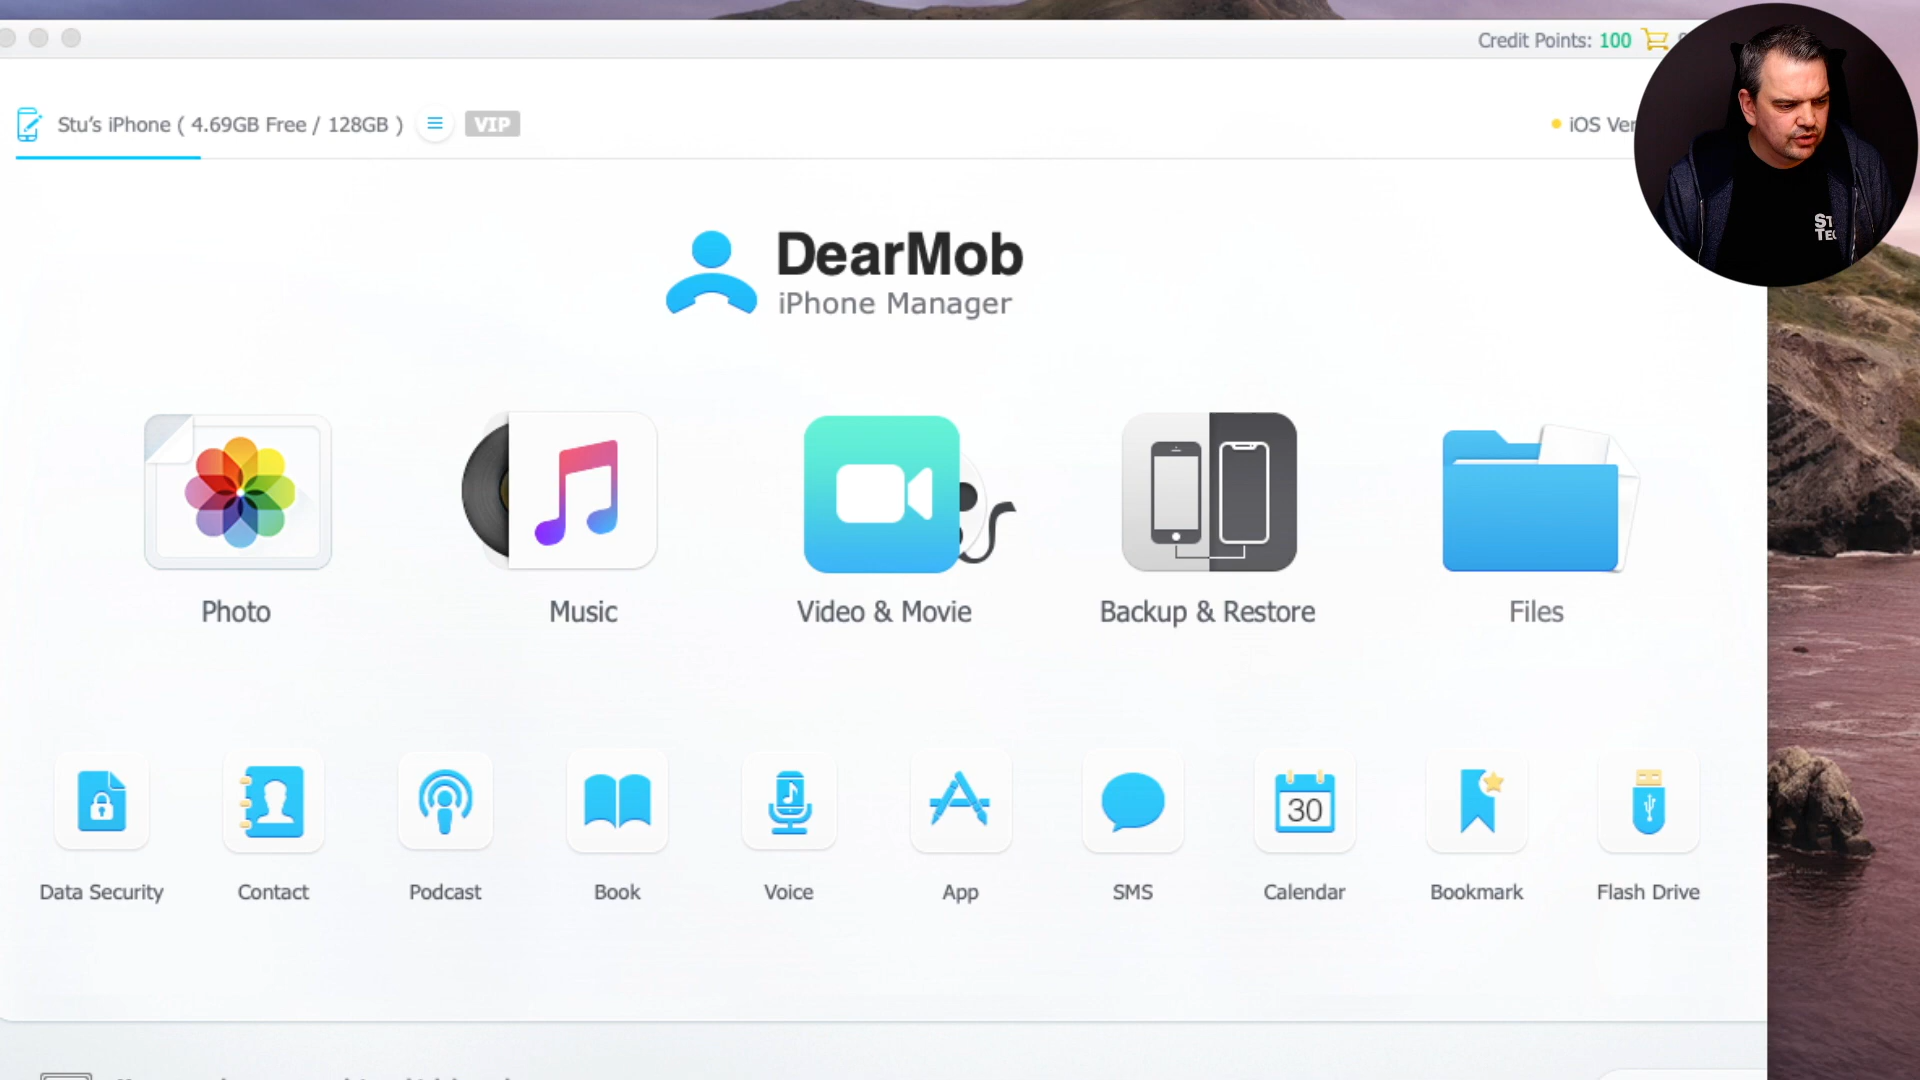 Credit Points: 100
Stu's iPhone ( 4.69GB Free / 128GB )
VIP
iOS Ver
DearMob
iPhone Manager
Photo
Music
Video & Movie
Backup & Restore
Files
30
Data Security
Contact
Podcast
Book
Voice
App
SMS
Calendar
Bookmark
Flash Drive